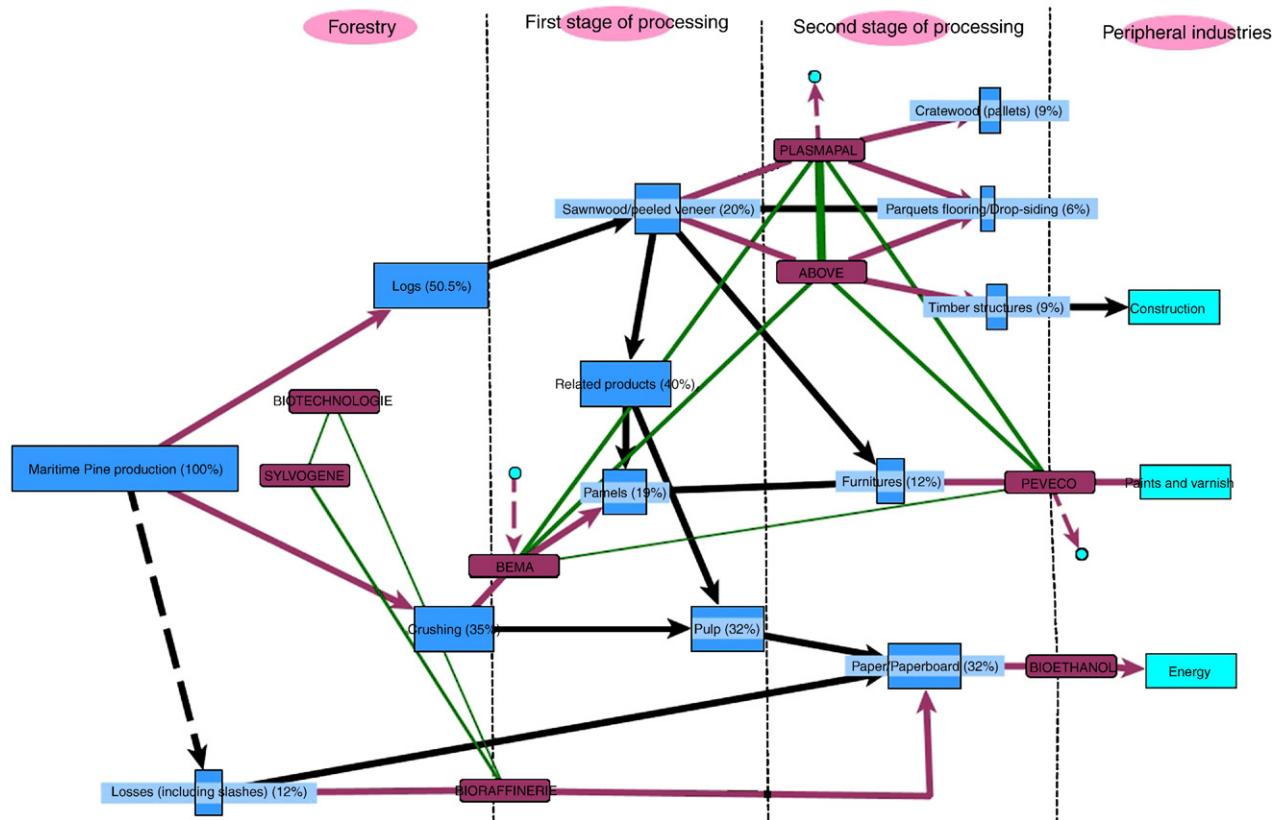 Forestry
First stage of processing
Second stage of processing
Peripheral industries
Cratewood (pallets) (9%)
PLASMAPAL
Sawnwood/peeled veneer (20%)
Parquets flooring/Drop-siding (6%)
ABOVE
Logs (50.5%)
Timber structures (9%)
Construction
Related products (40%)
BIOTECHNOLOGIE
Maritime Pine production (100%)
SYLVOGENE
Pamels (19%)
Furnitures (12%)
PEVECO
Paints and varnish
BEMA
Crushing (35%)
Pulp (32%)
Paper/Paperboard (32%)
BIOETHANOL
Energy
Losses (including slashes) (12%)
BIORAFFINERIE